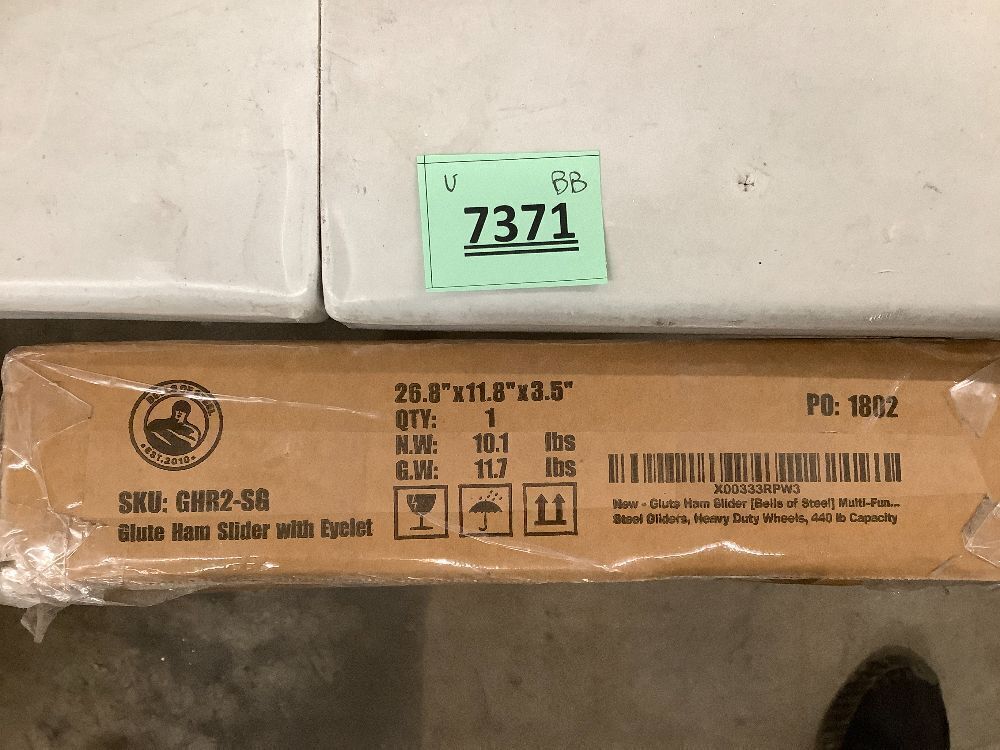 U BB
7371
26.8"x11.8"x3.5"
QTY: 1
N.W: 10.1 lbs
G.W: 11.7 lbs
PO: 1802
EST.2010
SKU: GHR2-SG
Glute Ham Slider with Eyelet
X00333RPW3
New - Glute Ham Slider [Bells of Steel] Multi-Fun...
Steel Gliders, Heavy Duty Wheels, 440 lb Capacity